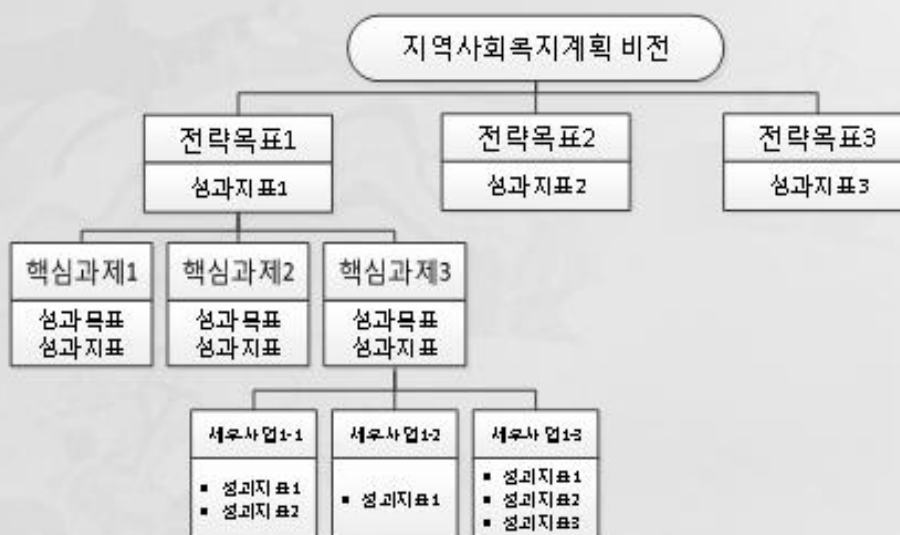 지역사회복지계획 비전
전략목표1
전략목표2
전략목표3
성과지표1
성과지표2
성과지표3
핵심과제1
핵심과제2
핵심과제3
성과목표
성과지표
성과목표
성과지표
성과목표
성과지표
세부사업1-1
세부사업1-2
세부사업1-3
▪ 성과지표1
▪ 성과지표2
▪ 성과지표1
▪ 성과지표1
▪ 성과지표2
▪ 성과지표3